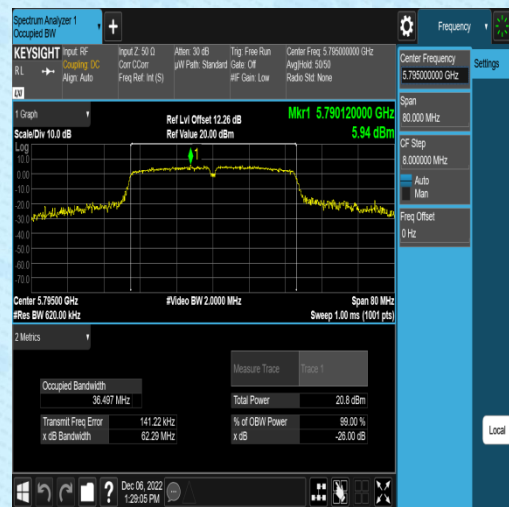 Spectrum Analyzer 1
Occupied BW
+
Frequency
KEYSIGHT
Input: RF
Input Z: 50 Ω
Atten: 30 dB
Trig: Free Run
Center Freq: 5.795000000 GHz
RL
Coupling: DC
Corr CCorr
µW Path: Standard
Gate: Off
Avg|Hold: 50/50
Align: Auto
Freq Ref: Int (S)
#IF Gain: Low
Radio Std: None
LXI
1 Graph
Ref Lvl Offset 12.26 dB
Mkr1 5.790120000 GHz
Scale/Div 10.0 dB
Ref Value 20.00 dBm
5.94 dBm
Log
10.0
0.00
-10.0
-20.0
-30.0
-40.0
-50.0
-60.0
-70.0
1
Center 5.79500 GHz
#Video BW 2.0000 MHz
Span 80 MHz
#Res BW 620.00 kHz
Sweep 1.00 ms (1001 pts)
2 Metrics
Measure Trace
Trace 1
Occupied Bandwidth
36.497 MHz
Total Power
20.8 dBm
Transmit Freq Error
141.22 kHz
% of OBW Power
99.00 %
x dB Bandwidth
62.29 MHz
x dB
-26.00 dB
Dec 06, 2022
1:29:05 PM
?
Center Frequency
5.795000000 GHz
Settings
Span
80.000 MHz
CF Step
8.000000 MHz
Auto
Man
Freq Offset
0 Hz
Local